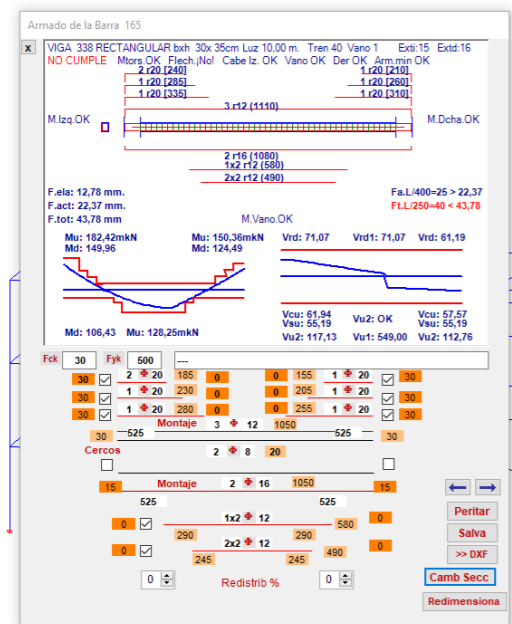 Armado de la Barra 165
x
VIGA 338 RECTANGULAR bxh 30x 35cm Luz 10,00 m. Tren 40 Vano 1 Exti:15 Extd:16
NO CUMPLE Mtors.OK Flech.¡No! Cabe Iz. OK Vano OK Der OK Arm.min OK
2 r20 [240] 1 r20 [210]
1 r20 [285] 1 r20 [260]
1 r20 [335] 1 r20 [310]
3 r12 (1110)
M.Izq.OK M.Dcha.OK
2 r16 (1080)
1x2 r12 (580)
2x2 r12 (490)
F.ela: 12,78 mm. Fa.L/400=25 > 22,37
F.act: 22,37 mm. Ft.L/250=40 < 43,78
F.tot: 43,78 mm M.Vano.OK
Mu: 182,42mkN Mu: 150,36mkN Vrd: 71,07 Vrd1: 71,07 Vrd: 61,19
Md: 149,96 Md: 124,49
Md: 106,43 Mu: 128,25mkN
Vcu: 61,94 Vcu: 57,57
Vsu: 55,19 Vu2: OK Vsu: 55,19
Vu2: 117,13 Vu1: 549,00 Vu2: 112,76
Fck 30 Fyk 500 ---
30 2 Φ 20 185 0 0 155 1 Φ 20 30
30 1 Φ 20 230 0 0 205 1 Φ 20 30
30 1 Φ 20 280 0 0 255 1 Φ 20 30
Montaje 3 Φ 12 1050
30 525 525 30
Cercos 2 Φ 8 20
Montaje 2 Φ 16 1050
15 15
525 525
0 1x2 Φ 12 580 0
290 290
0 2x2 Φ 12 490 0
245 245
0 Redistrib % 0
Peritar
Salva
>> DXF
Camb Secc
Redimensiona